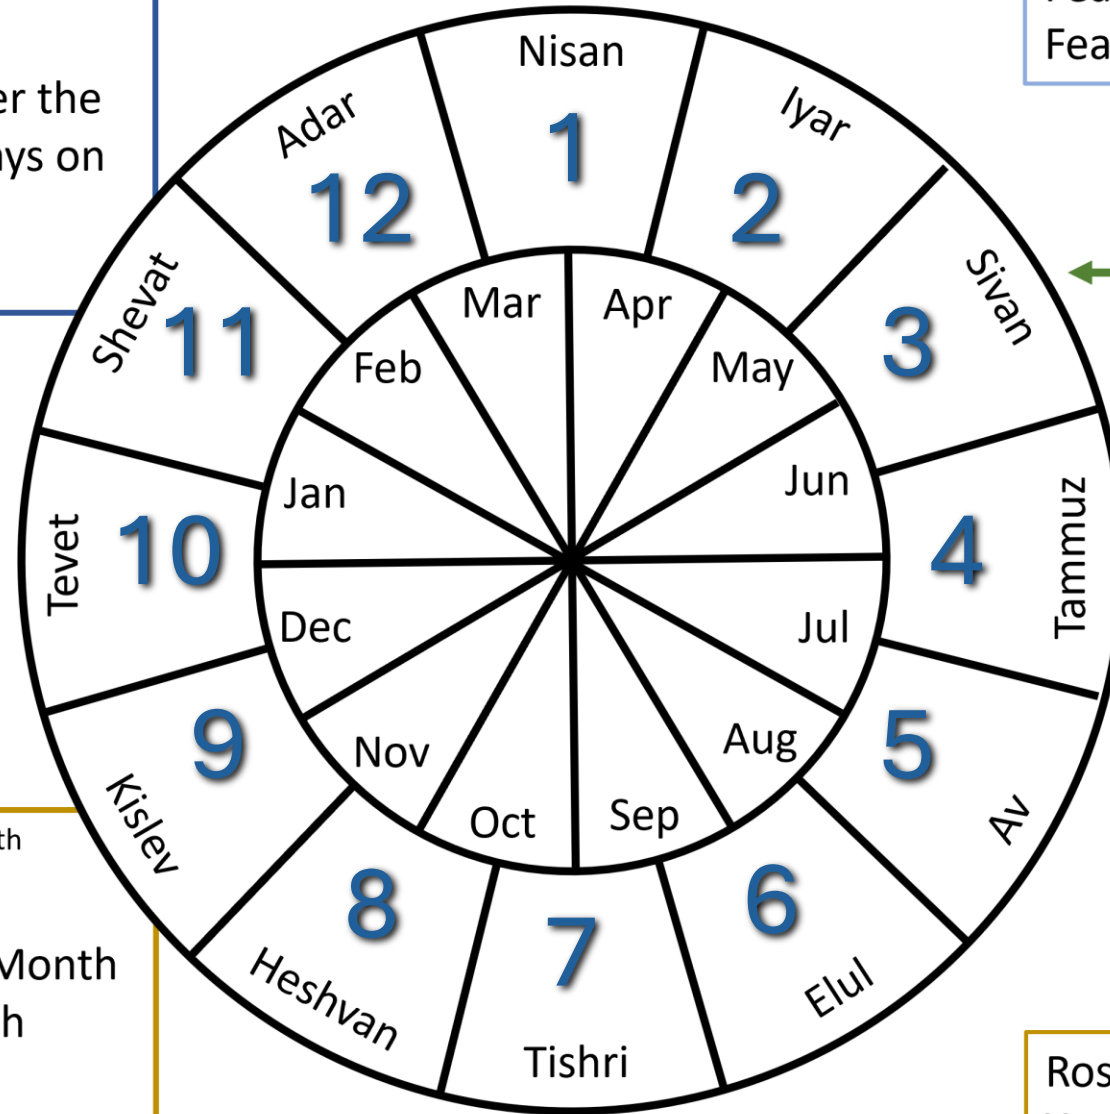 Fea
er the
ays on
Nisan
1
Iyar
2
Sivan
3
Tammuz
4
Av
5
Elul
6
Tishri
7
Heshvan
8
Kislev
9
Tevet
10
Shevat
11
Adar
12
Mar
Apr
May
Jun
Jul
Aug
Sep
Oct
Nov
Dec
Jan
Feb
th
Month
h
Ros